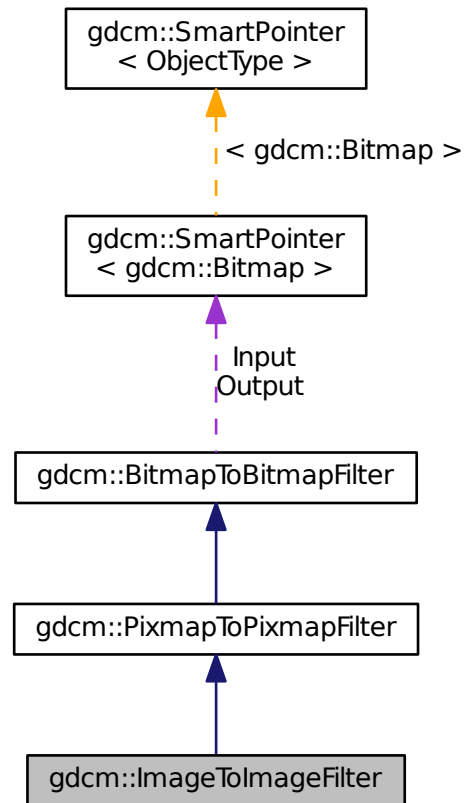 gdcm::SmartPointer
< ObjectType >
< gdcm::Bitmap >
gdcm::SmartPointer
< gdcm::Bitmap >
Input
Output
gdcm::BitmapToBitmapFilter
gdcm::PixmapToPixmapFilter
gdcm::ImageToImageFilter